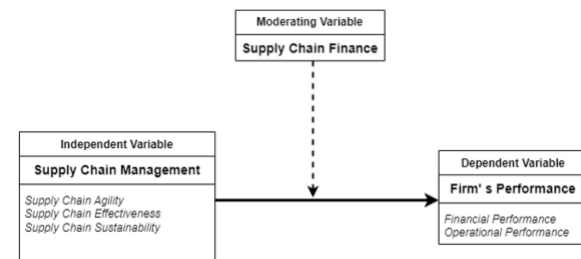 Moderating Variable
Supply Chain Finance
Independent Variable
Supply Chain Management
Supply Chain Agility
Supply Chain Effectiveness
Supply Chain Sustainability
Dependent Variable
Firm' s Performance
Financial Performance
Operational Performance